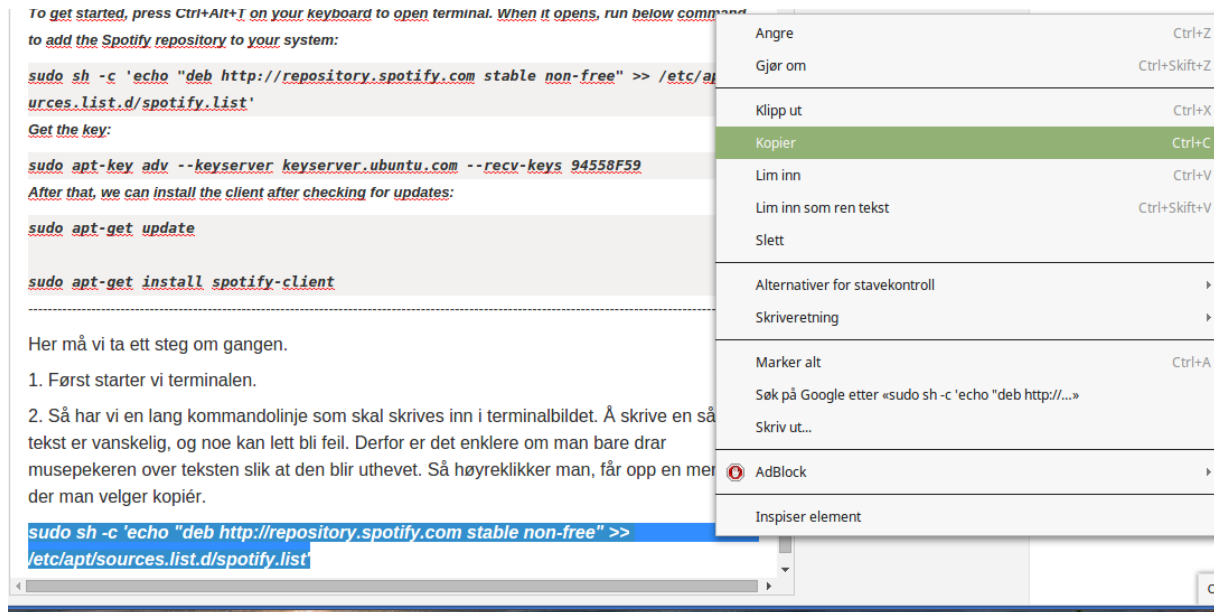 To get started, press Ctrl+Alt+T on your keyboard to open terminal. When it opens, run below command
to add the Spotify repository to your system:
sudo sh -c 'echo "deb http://repository.spotify.com stable non-free" >> /etc/ap
urces.list.d/spotify.list'
Get the key:
sudo apt-key adv --keyserver keyserver.ubuntu.com --recv-keys 94558F59
After that, we can install the client after checking for updates:
sudo apt-get update
sudo apt-get install spotify-client
Her må vi ta ett steg om gangen.
1. Først starter vi terminalen.
2. Så har vi en lang kommandolinje som skal skrives inn i terminalbildet. Å skrive en så
tekst er vanskelig, og noe kan lett bli feil. Derfor er det enklere om man bare drar
musepekeren over teksten slik at den blir uthevet. Så høyreklikker man, får opp en mer
der man velger kopiér.
sudo sh -c 'echo "deb http://repository.spotify.com stable non-free" >>
/etc/apt/sources.list.d/spotify.list'
Angre Ctrl+Z
Gjør om Ctrl+Skift+Z
Klipp ut Ctrl+X
Kopier Ctrl+C
Lim inn Ctrl+V
Lim inn som ren tekst Ctrl+Skift+V
Slett
Alternativer for stavekontroll
Skriveretning
Marker alt Ctrl+A
Søk på Google etter «sudo sh -c 'echo "deb http://...»
Skriv ut...
AdBlock
Inspiser element